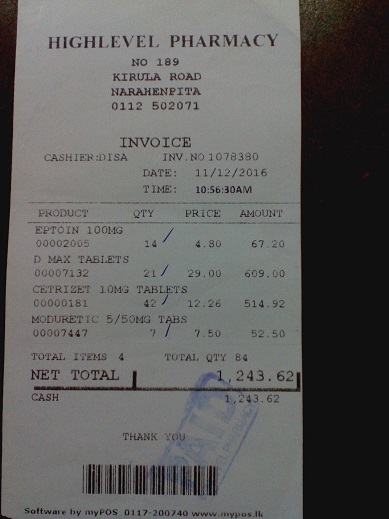 HIGHLEVEL PHARMACY
NO 189
KIRULA ROAD
NARAHENPITA
0112 502071
INVOICE
CASHIER:DISA INV.NO 1078380
DATE: 11/12/2016
TIME: 10:56:30AM
PRODUCT QTY PRICE AMOUNT
EPTOIN 100MG
00002005 14 / 4.80 67.20
D MAX TABLETS
00007132 21 / 29.00 609.00
CETRIZET 10MG TABLETS
00000181 42 / 12.26 514.92
MODURETIC 5/50MG TABS
00007447 7 / 7.50 52.50
TOTAL ITEMS 4 TOTAL QTY 84
NET TOTAL 1,243.62
CASH 1,243.62
PAID
THANK YOU
Software by myPOS 0117-200740 www.mypos.lk